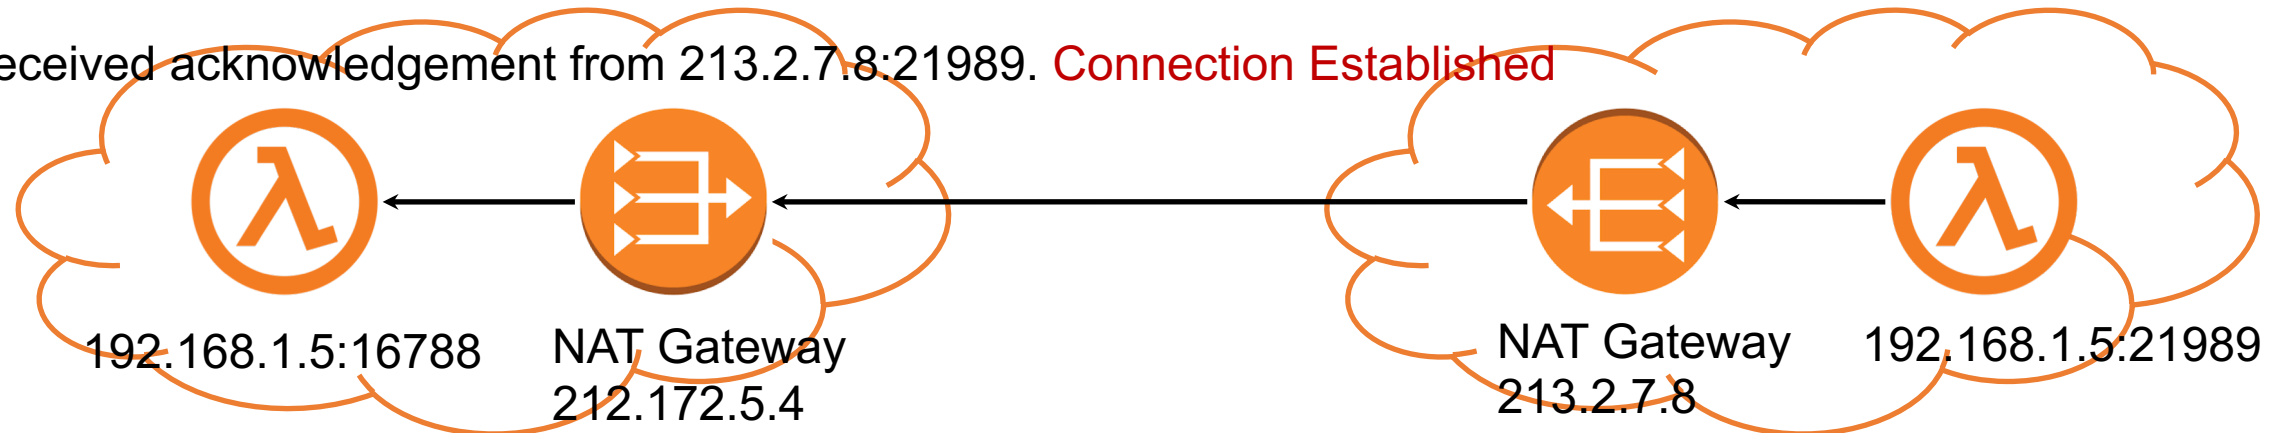 eceived acknowledgement from 213.2.7.8:21989. Connection Established
192.168.1.5:16788
NAT Gateway
212.172.5.4
NAT Gateway
213.2.7.8
192.168.1.5:21989